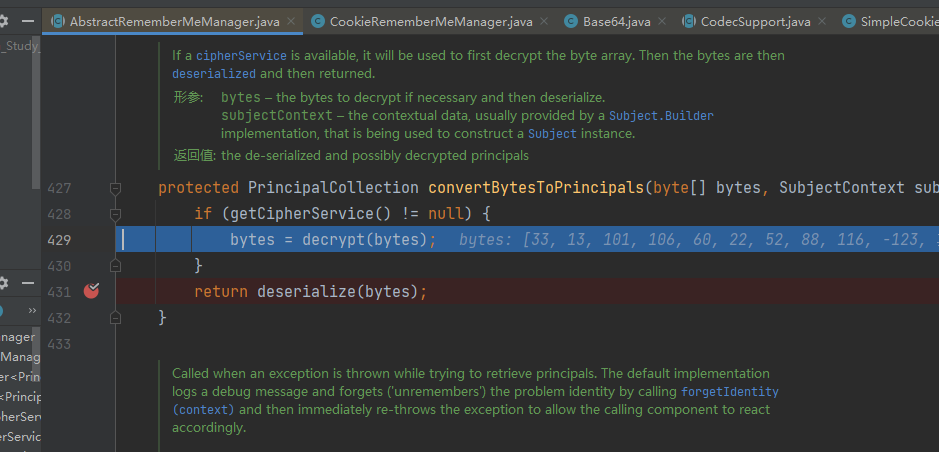 _Study_
AbstractRememberMeManager.java
CookieRememberMeManager.java
Base64.java
CodecSupport.java
SimpleCookie
If a cipherService is available, it will be used to first decrypt the byte array. Then the bytes are then
deserialized and then returned.
形参: bytes – the bytes to decrypt if necessary and then deserialize.
subjectContext – the contextual data, usually provided by a Subject.Builder
implementation, that is being used to construct a Subject instance.
返回值: the de-serialized and possibly decrypted principals
427 protected PrincipalCollection convertBytesToPrincipals(byte[] bytes, SubjectContext sub
428 if (getCipherService() != null) {
429 bytes = decrypt(bytes); bytes: [33, 13, 101, 106, 60, 22, 52, 88, 116, -123,
430 }
431 return deserialize(bytes);
432 }
433
Called when an exception is thrown while trying to retrieve principals. The default implementation
logs a debug message and forgets ('unremembers') the problem identity by calling forgetIdentity
(context) and then immediately re-throws the exception to allow the calling component to react
accordingly.
»
anager
Manag
er<Prin
<Princip
pherServ
erServic